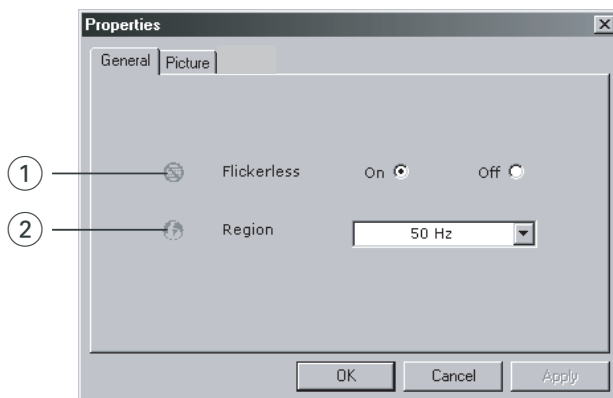 Properties
General Picture
1 Flickerless On Off
2 Region 50 Hz
OK Cancel Apply